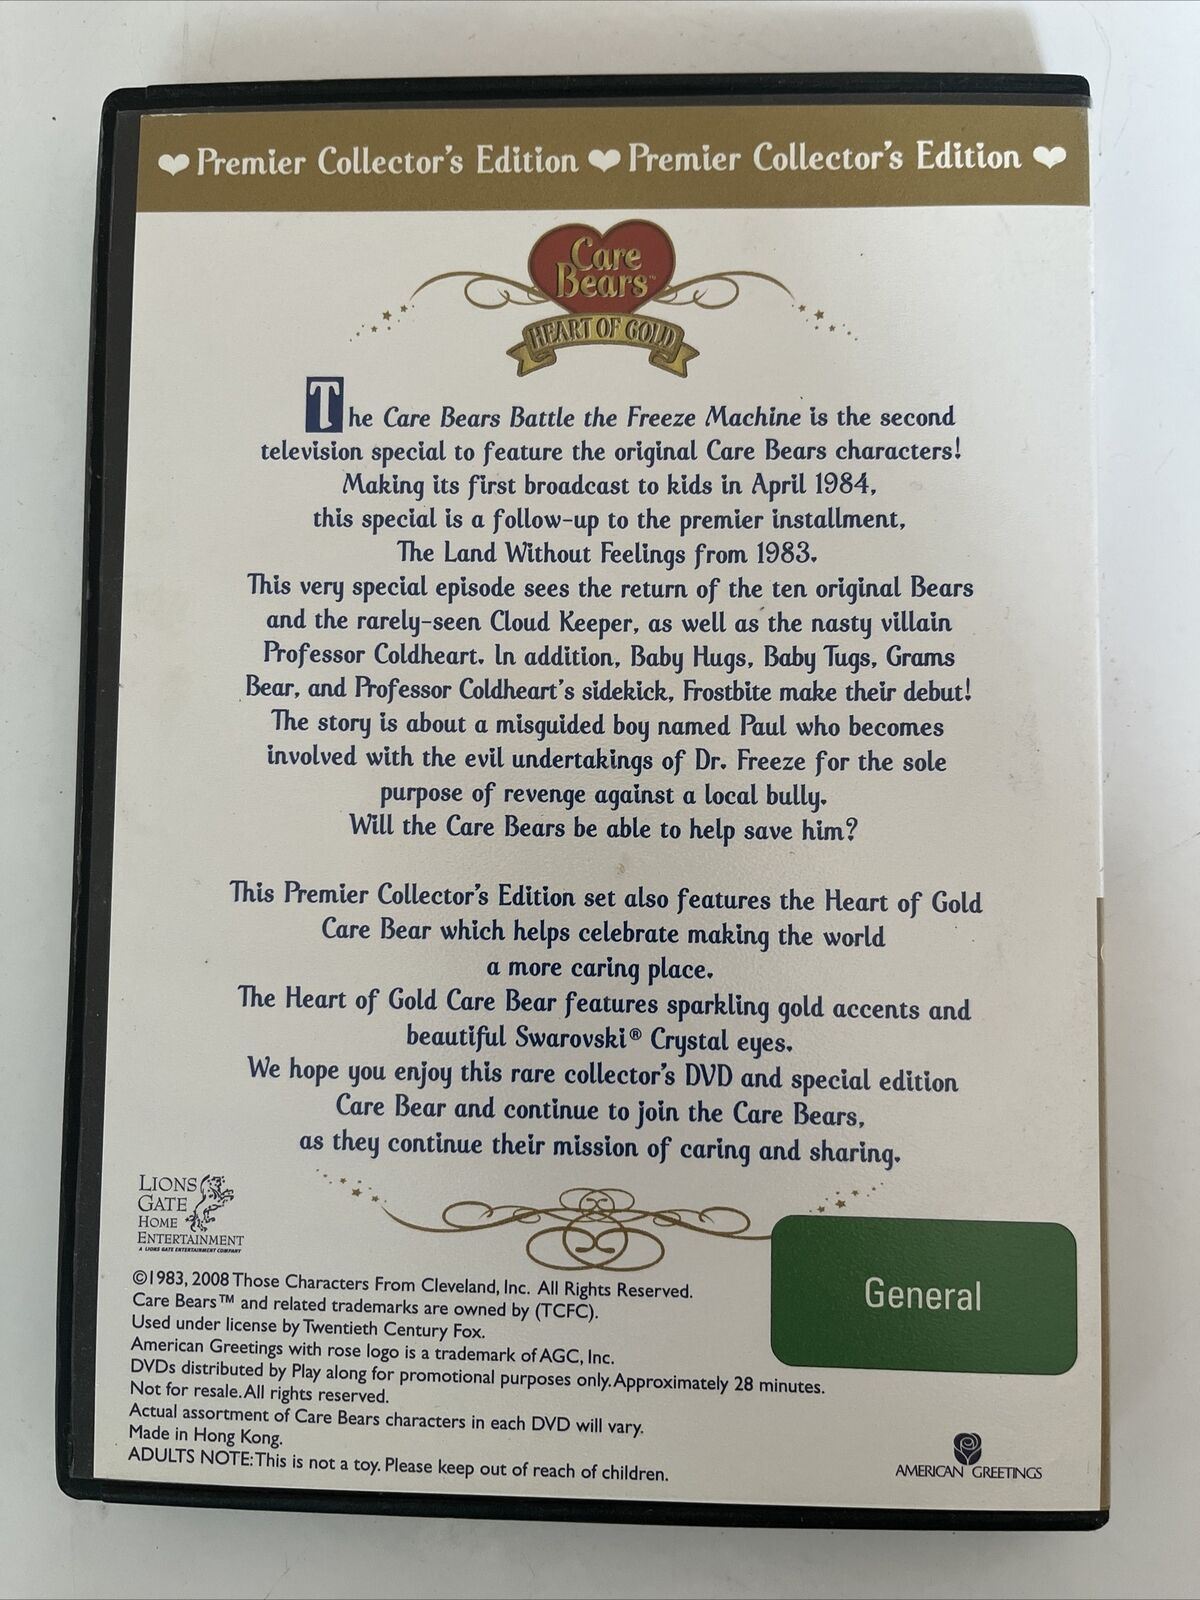 Premier Collector's Edition Premier Collector's Edition
Care
Bears™
HEART OF GOLD
The Care Bears Battle the Freeze Machine is the second
television special to feature the original Care Bears characters!
Making its first broadcast to kids in April 1984,
this special is a follow-up to the premier installment,
The Land Without Feelings from 1983.
This very special episode sees the return of the ten original Bears
and the rarely-seen Cloud Keeper, as well as the nasty villain
Professor Coldheart. In addition, Baby Hugs, Baby Tugs, Grams
Bear, and Professor Coldheart's sidekick, Frostbite make their debut!
The story is about a misguided boy named Paul who becomes
involved with the evil undertakings of Dr. Freeze for the sole
purpose of revenge against a local bully.
Will the Care Bears be able to help save him?
This Premier Collector's Edition set also features the Heart of Gold
Care Bear which helps celebrate making the world
a more caring place.
The Heart of Gold Care Bear features sparkling gold accents and
beautiful Swarovski® Crystal eyes.
We hope you enjoy this rare collector's DVD and special edition
Care Bear and continue to join the Care Bears,
as they continue their mission of caring and sharing.
LIONS
GATE
HOME
ENTERTAINMENT
A LIONS GATE ENTERTAINMENT COMPANY
General
©1983, 2008 Those Characters From Cleveland, Inc. All Rights Reserved.
Care Bears™ and related trademarks are owned by (TCFC).
Used under license by Twentieth Century Fox.
American Greetings with rose logo is a trademark of AGC, Inc.
DVDs distributed by Play along for promotional purposes only. Approximately 28 minutes.
Not for resale. All rights reserved.
Actual assortment of Care Bears characters in each DVD will vary.
Made in Hong Kong.
ADULTS NOTE: This is not a toy. Please keep out of reach of children.
AMERICAN GREETINGS